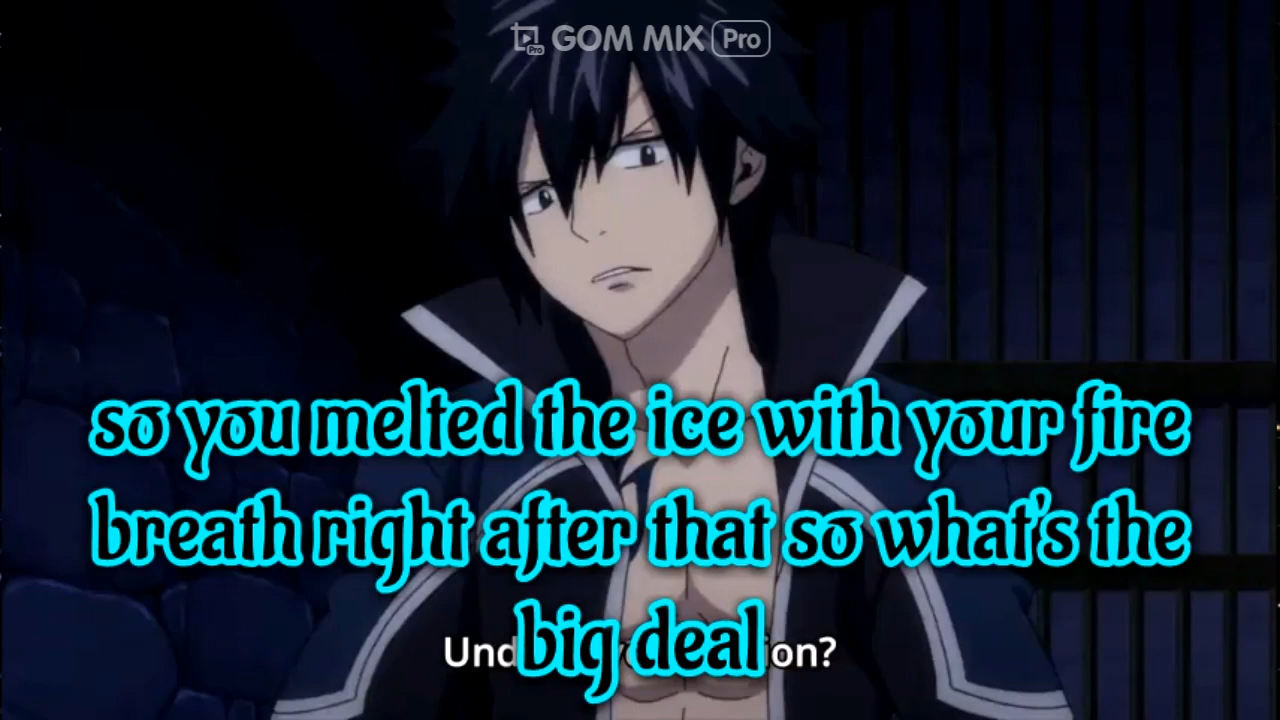 GOM MIX Pro
so you melted the ice with your fire
breath right after that so what's the
big deal